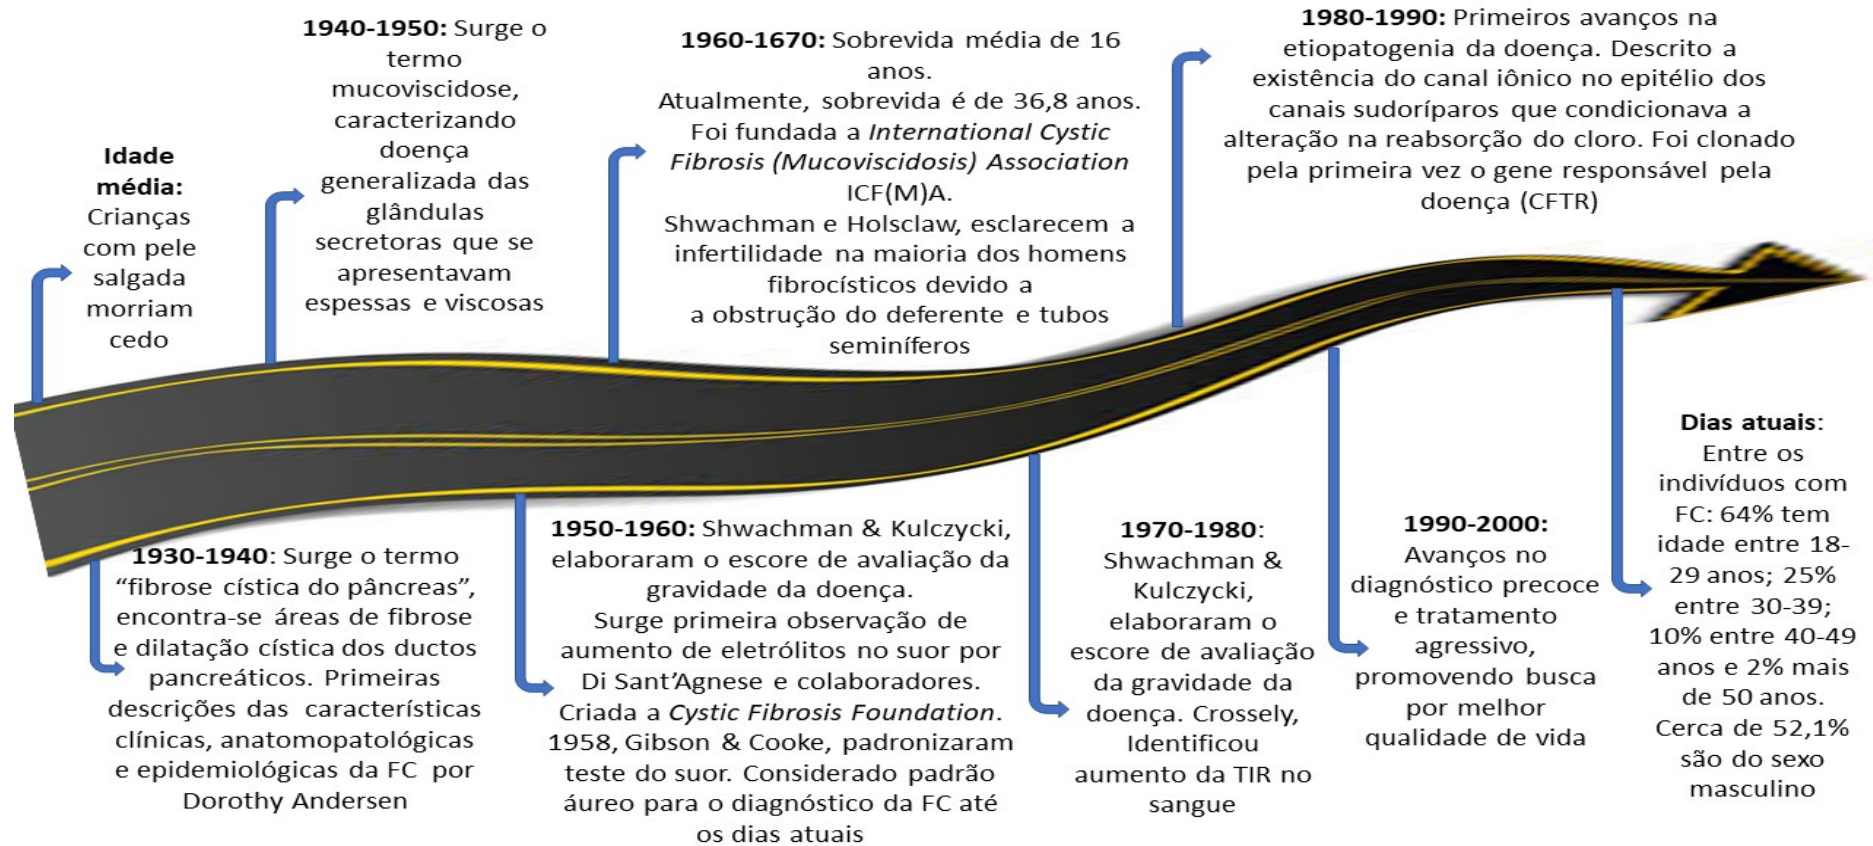 Idade
média:
Crianças
com pele
salgada
morriam
cedo
1930-1940: Surge o termo
“fibrose cística do pâncreas”,
encontra-se áreas de fibrose
e dilatação cística dos ductos
pancreáticos. Primeiras
descrições das características
clínicas, anatomopatológicas
e epidemiológicas da FC por
Dorothy Andersen
1940-1950: Surge o
termo
mucoviscidose,
caracterizando
doença
generalizada das
glândulas
secretoras que se
apresentavam
espessas e viscosas
1950-1960: Shwachman & Kulczycki,
elaboraram o escore de avaliação da
gravidade da doença.
Surge primeira observação de
aumento de eletrólitos no suor por
Di Sant’Agnese e colaboradores.
Criada a Cystic Fibrosis Foundation.
1958, Gibson & Cooke, padronizaram
teste do suor. Considerado padrão
áureo para o diagnóstico da FC até
os dias atuais
1960-1670: Sobrevida média de 16
anos.
Atualmente, sobrevida é de 36,8 anos.
Foi fundada a International Cystic
Fibrosis (Mucoviscidosis) Association
ICF(M)A.
Shwachman e Holsclaw, esclarecem a
infertilidade na maioria dos homens
fibrocísticos devido a
a obstrução do deferente e tubos
seminíferos
1970-1980:
Shwachman &
Kulczycki,
elaboraram o
escore de avaliação
da gravidade da
doença. Crossely,
Identificou
aumento da TIR no
sangue
1980-1990: Primeiros avanços na
etiopatogenia da doença. Descrito a
existência do canal iônico no epitélio dos
canais sudoríparos que condicionava a
alteração na reabsorção do cloro. Foi clonado
pela primeira vez o gene responsável pela
doença (CFTR)
1990-2000:
Avanços no
diagnóstico precoce
e tratamento
agressivo,
promovendo busca
por melhor
qualidade de vida
Dias atuais:
Entre os
indivíduos com
FC: 64% tem
idade entre 18-
29 anos; 25%
entre 30-39;
10% entre 40-49
anos e 2% mais
de 50 anos.
Cerca de 52,1%
são do sexo
masculino